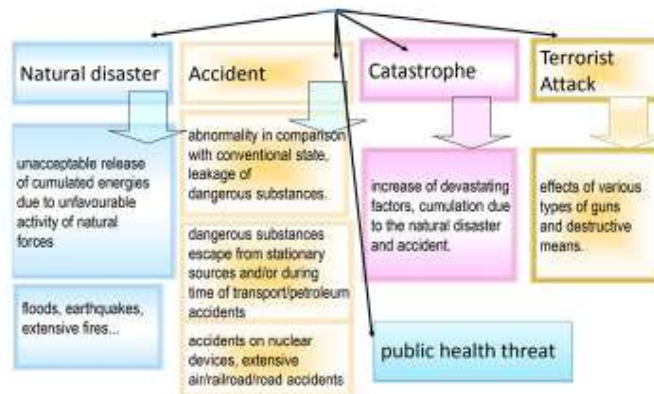 Natural disaster
Accident
Catastrophe
Terrorist
Attack
unacceptable release
of cumulated energies
due to unfavourable
activity of natural
forces
floods, earthquakes,
extensive fires...
abnormality in comparison
with conventional state,
leakage of
dangerous substances.
dangerous substances
escape from stationary
sources and/or during
time of transport/petroleum
accidents
accidents on nuclear
devices, extensive
air/railroad/road accidents
increase of devastating
factors, cumulation due
to the natural disaster
and accident.
effects of various
types of guns
and destructive
means.
public health threat